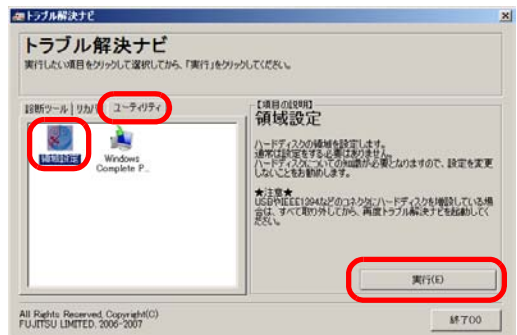 トラブル解決ナビ
トラブル解決ナビ
実行したい項目をクリックして選択してから、「実行」をクリックしてください。
診断ツール
リカバリ
ユーティリティ
領域設定
Windows
Complete P...
【項目の説明】
領域設定
ハードディスクの領域を設定します。
通常は設定をする必要はありません。
ハードディスクについての知識が必要となりますので、設定を変更
しないことをお勧めします。
★注意★
USBやIEEE1394などのコネクタにハードディスクを増設している場
合は、すべて取り外してから、再度トラブル解決ナビを起動してく
ださい。
実行(E)
All Rights Reserved, Copyright(C)
FUJITSU LIMITED. 2006-2007
終了(X)